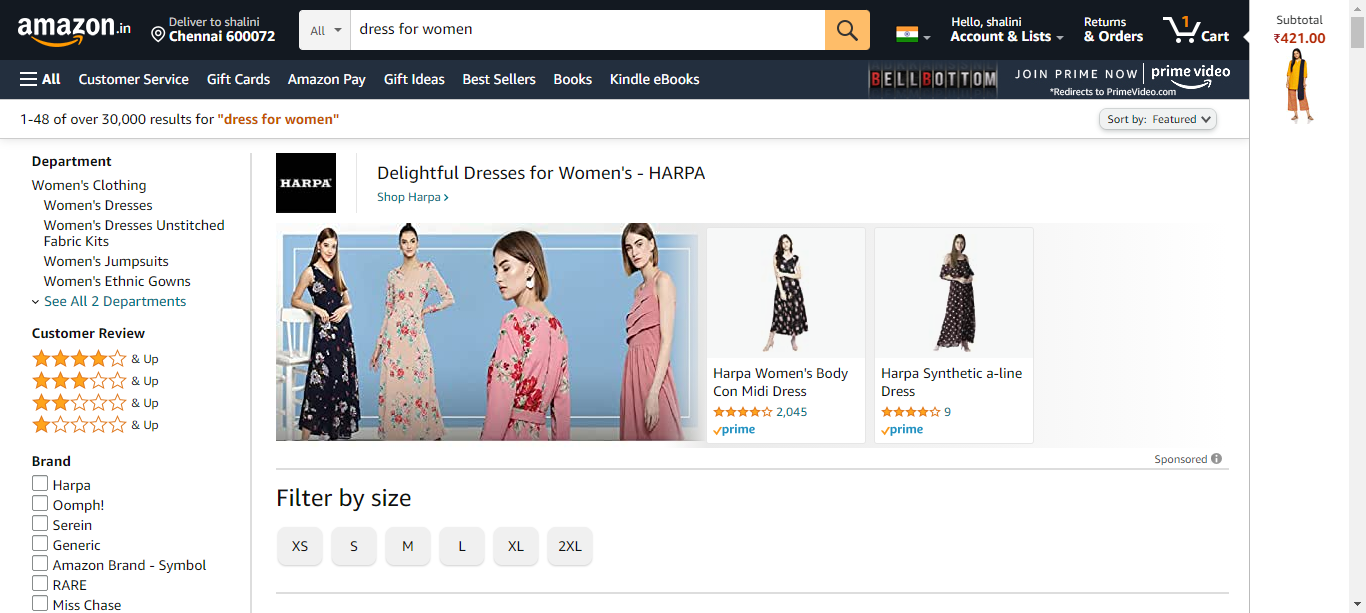 amazon.in
Deliver to shalini
Chennai 600072
All
dress for women
Hello, shalini
Account & Lists
Returns
& Orders
1
Cart
Subtotal
₹421.00
All
Customer Service
Gift Cards
Amazon Pay
Gift Ideas
Best Sellers
Books
Kindle eBooks
BELLBOTTOM
JOIN PRIME NOW
prime video
*Redirects to PrimeVideo.com
1-48 of over 30,000 results for "dress for women"
Sort by: Featured
Department
Women's Clothing
Women's Dresses
Women's Dresses Unstitched
Fabric Kits
Women's Jumpsuits
Women's Ethnic Gowns
See All 2 Departments
Customer Review
& Up
& Up
& Up
& Up
Brand
Harpa
Oomph!
Serein
Generic
Amazon Brand - Symbol
RARE
Miss Chase
HARPA
Delightful Dresses for Women's - HARPA
Shop Harpa ›
Harpa Women's Body
Con Midi Dress
2,045
prime
Harpa Synthetic a-line
Dress
9
prime
Sponsored
Filter by size
XS
S
M
L
XL
2XL